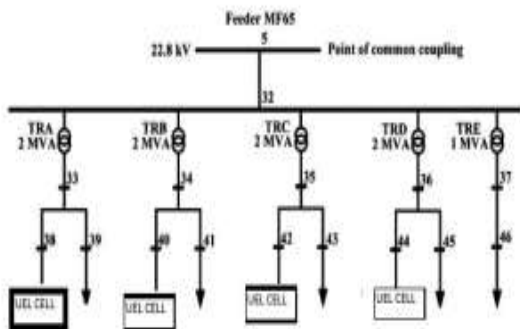 Feeder MF65
5
22.8 kV
Point of common coupling
32
TRA
2 MVA
TRB
2 MVA
TRC
2 MVA
TRD
2 MVA
TRE
1 MVA
33
34
35
36
37
38
39
40
41
42
43
44
45
46
UEL CELL
UEL CELL
UEL CELL
UEL CELL